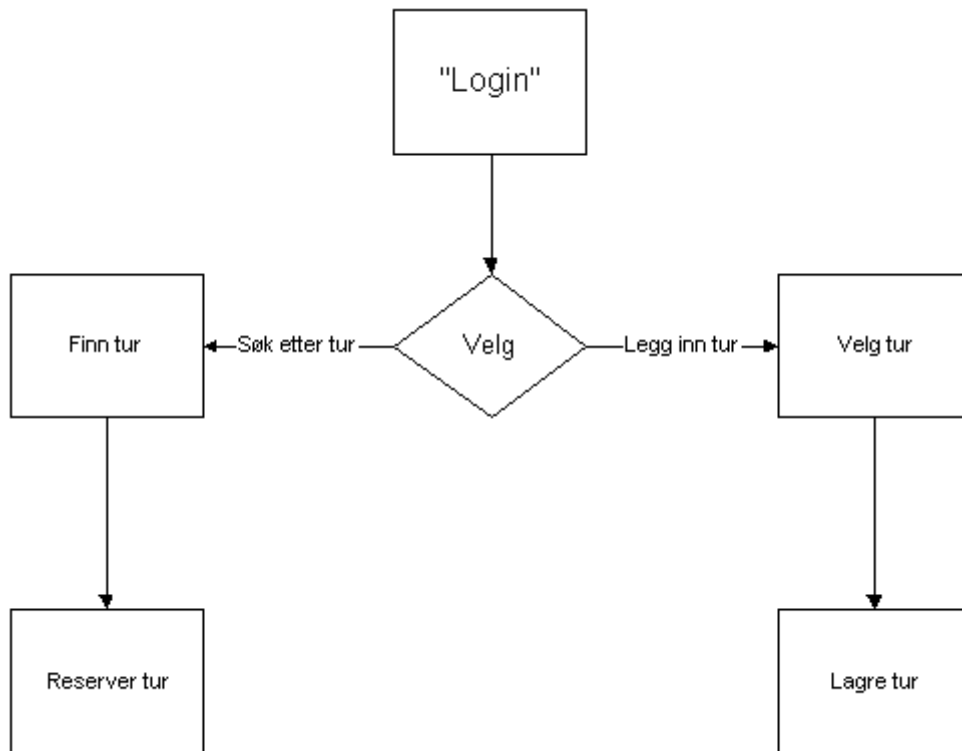 "Login"
Finn tur
Søk etter tur
Velg
Legg inn tur
Velg tur
Reserver tur
Lagre tur